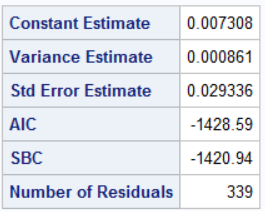 Constant Estimate 0.007308
Variance Estimate 0.000861
Std Error Estimate 0.029336
AIC -1428.59
SBC -1420.94
Number of Residuals 339